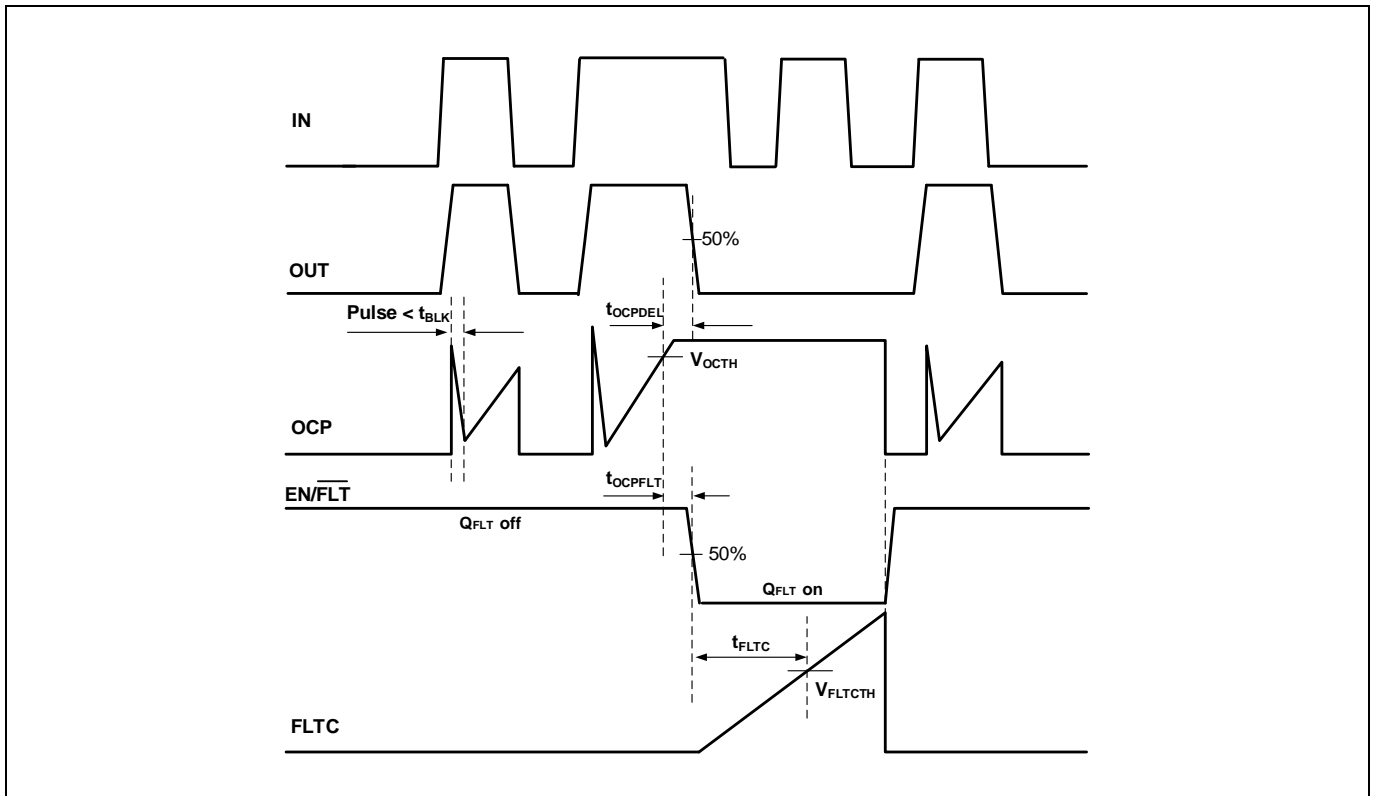 IN
50%
OUT
Pulse < tBLK
tOCPDEL
VOCTH
OCP
tOCPFLT
EN/FLT
QFLT off
50%
QFLT on
tFLTC
VFLTCTH
FLTC